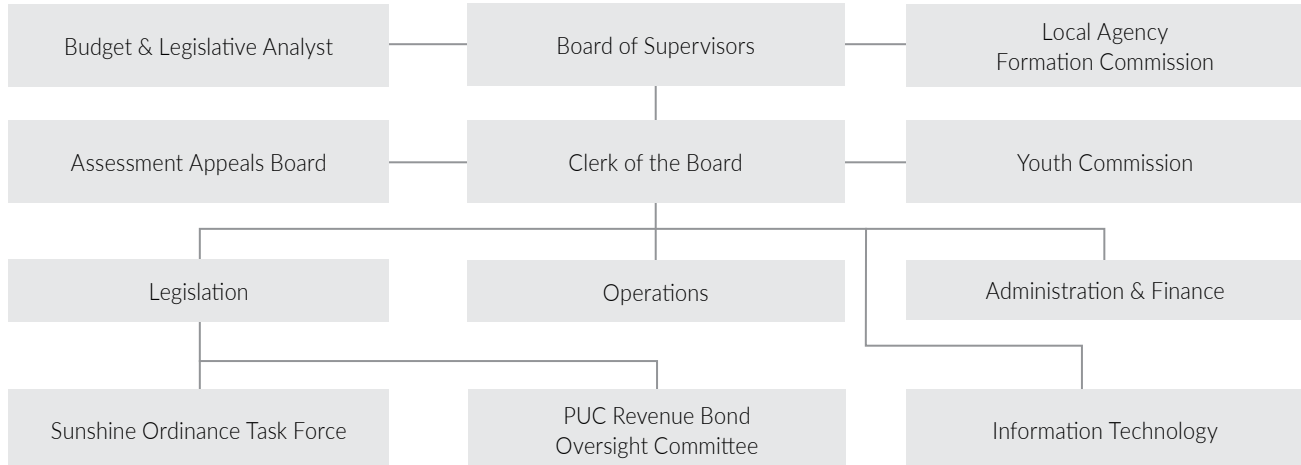 Budget & Legislative Analyst
Board of Supervisors
Local Agency
Formation Commission
Assessment Appeals Board
Clerk of the Board
Youth Commission
Legislation
Operations
Administration & Finance
Sunshine Ordinance Task Force
PUC Revenue Bond
Oversight Committee
Information Technology